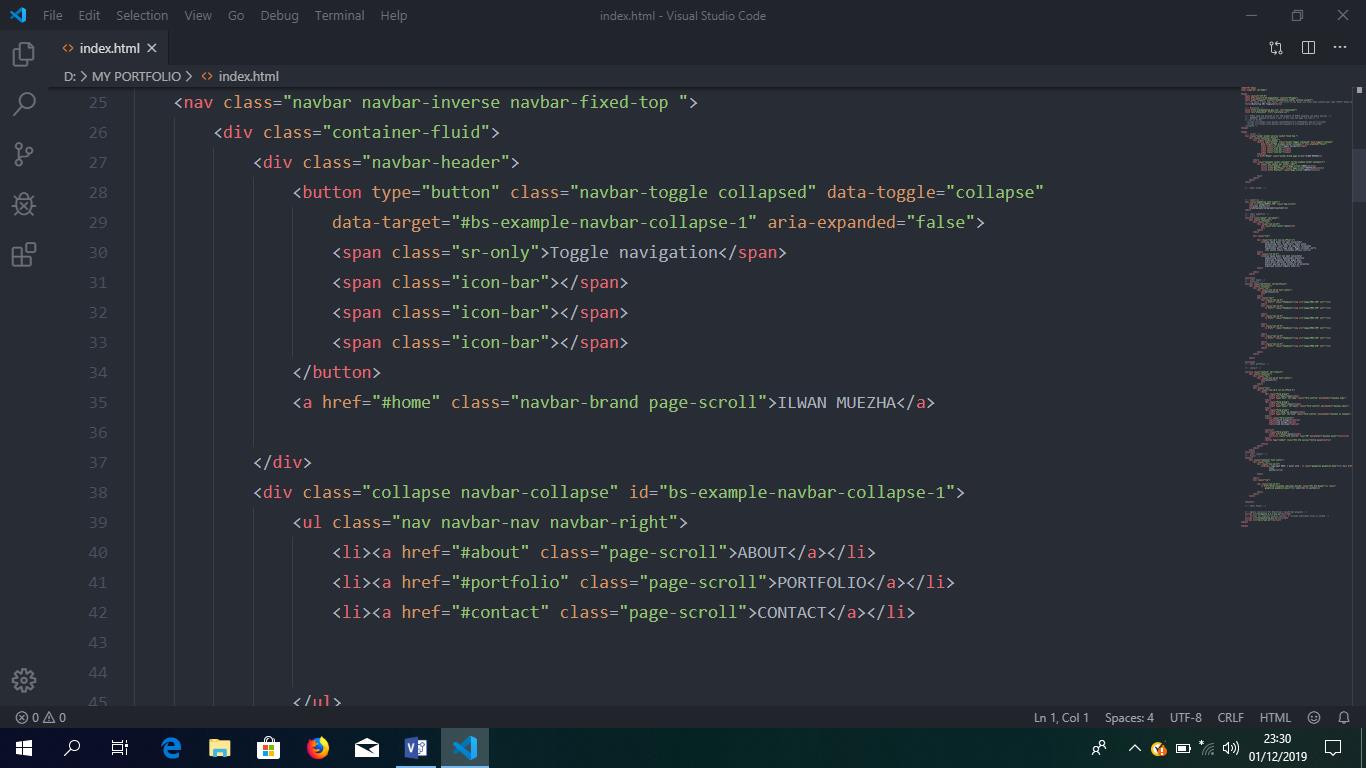 File Edit Selection View Go Debug Terminal Help index.html - Visual Studio Code
index.html
D: > MY PORTFOLIO > <> index.html
25 <nav class="navbar navbar-inverse navbar-fixed-top ">
26 <div class="container-fluid">
27 <div class="navbar-header">
28 <button type="button" class="navbar-toggle collapsed" data-toggle="collapse"
29 data-target="#bs-example-navbar-collapse-1" aria-expanded="false">
30 <span class="sr-only">Toggle navigation</span>
31 <span class="icon-bar"></span>
32 <span class="icon-bar"></span>
33 <span class="icon-bar"></span>
34 </button>
35 <a href="#home" class="navbar-brand page-scroll">ILWAN MUEZHA</a>
36
37 </div>
38 <div class="collapse navbar-collapse" id="bs-example-navbar-collapse-1">
39 <ul class="nav navbar-nav navbar-right">
40 <li><a href="#about" class="page-scroll">ABOUT</a></li>
41 <li><a href="#portfolio" class="page-scroll">PORTFOLIO</a></li>
42 <li><a href="#contact" class="page-scroll">CONTACT</a></li>
43
44
45 </ul>
0 0 Ln 1, Col 1 Spaces: 4 UTF-8 CRLF HTML
23:30
01/12/2019